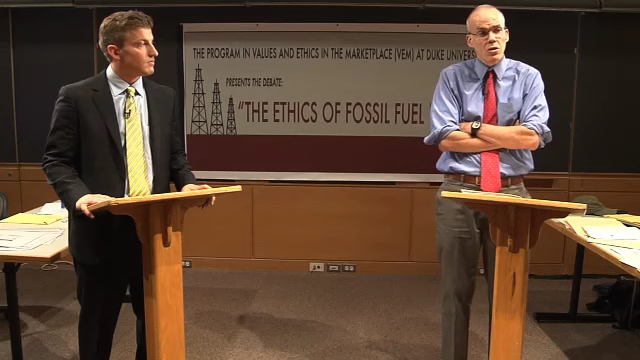 THE PROGRAM IN VALUES AND ETHICS IN THE MARKETPLACE (VEM) AT DUKE
PRESENTS THE DEBATE:
"THE ETHICS OF FOSSIL FUEL